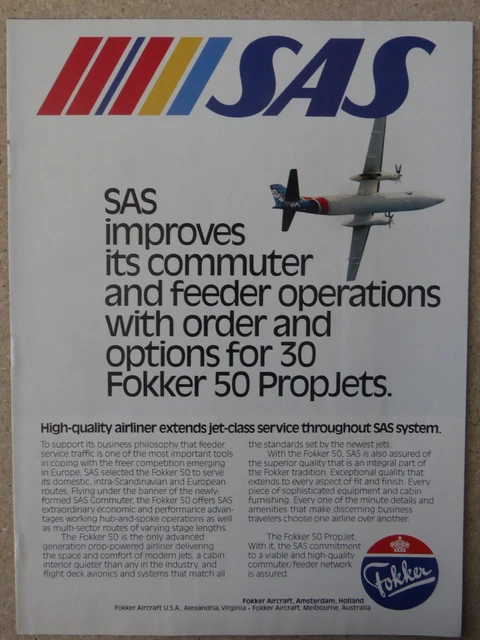 SAS
SAS
improves
its commuter
and feeder operations
with order and
options for 30
Fokker 50 PropJets.
High-quality airliner extends jet-class service throughout SAS system.
To support its business philosophy that feeder
service traffic is one of the most important tools
in coping with the freer competition emerging
in Europe, SAS selected the Fokker 50 to serve
its domestic, intra-Scandinavian and European
routes. Flying under the banner of the newly-
formed SAS Commuter, the Fokker 50 offers SAS
extraordinary economic and performance advan-
tages working hub-and-spoke operations as well
as multi-sector routes of varying stage lengths.
The Fokker 50 is the only advanced
generation prop-powered airliner delivering
the space and comfort of modern jets, a cabin
interior quieter than any in the industry, and
flight deck avionics and systems that match all
the standards set by the newest jets.
With the Fokker 50, SAS is also assured of
the superior quality that is an integral part of
the Fokker tradition. Exceptional quality that
extends to every aspect of fit and finish. Every
piece of sophisticated equipment and cabin
furnishing. Every one of the minute details and
amenities that make discerning business
travelers choose one airline over another.
The Fokker 50 PropJet.
With it, the SAS commitment
to a viable and high-quality
commuter/feeder network
is assured.
Fokker
Fokker Aircraft, Amsterdam, Holland
Fokker Aircraft U.S.A., Alexandria, Virginia • Fokker Aircraft, Melbourne, Australia